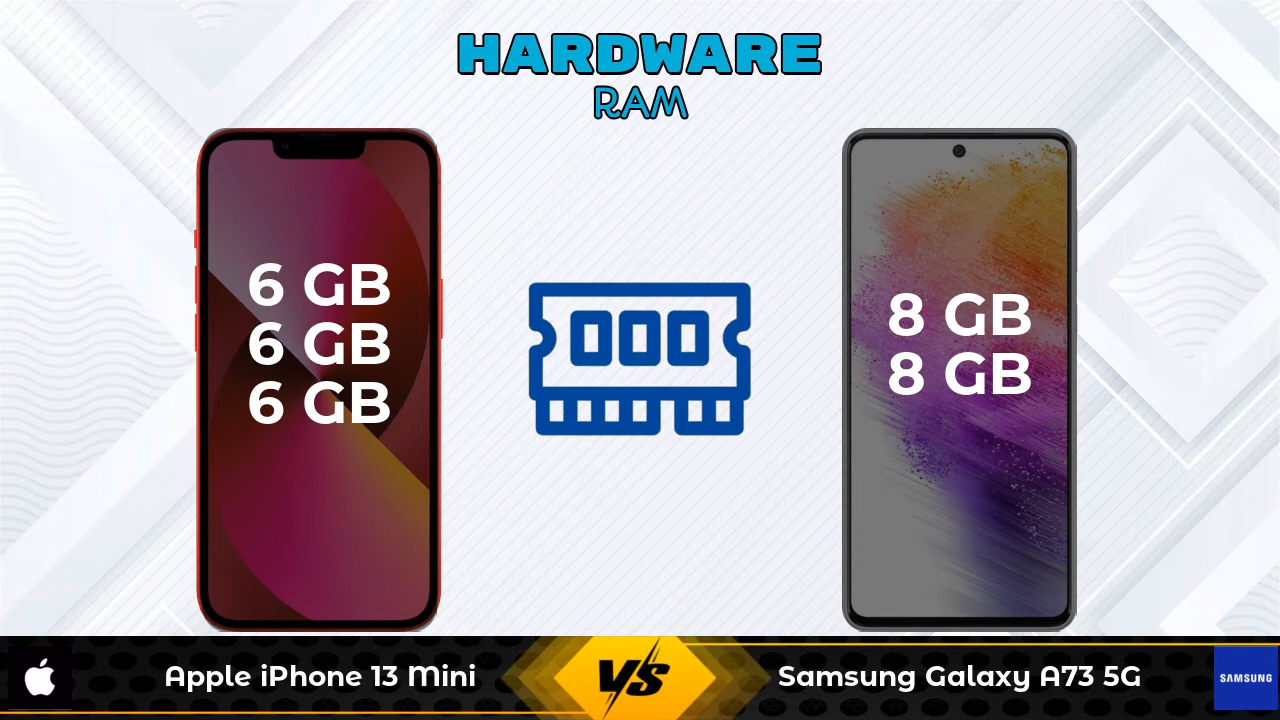 HARDWARE
RAM
6 GB
6 GB
6 GB
8 GB
8 GB
Apple iPhone 13 Mini
VS
Samsung Galaxy A73 5G
SAMSUNG